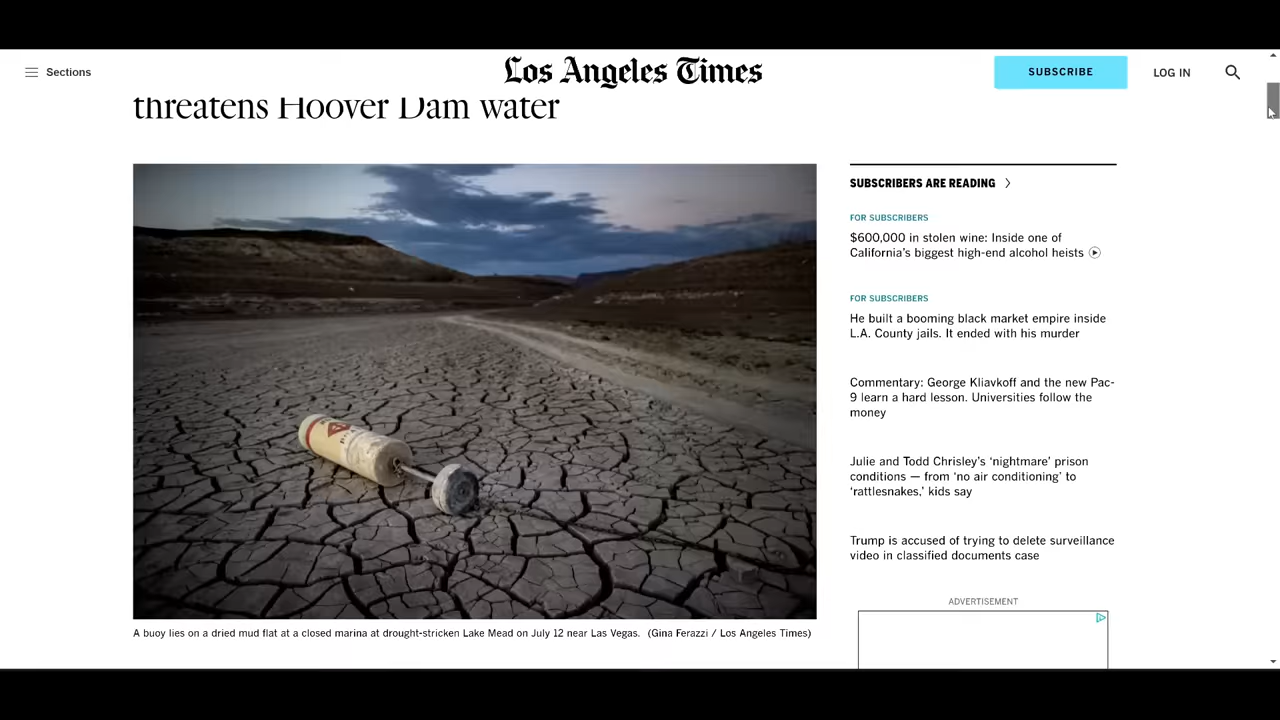 Sections
Los Angeles Times
SUBSCRIBE
LOG IN
threatens Hoover Dam water
A buoy lies on a dried mud flat at a closed marina at drought-stricken Lake Mead on July 12 near Las Vegas. (Gina Ferazzi / Los Angeles Times)
SUBSCRIBERS ARE READING
FOR SUBSCRIBERS
$600,000 in stolen wine: Inside one of
California’s biggest high-end alcohol heists
FOR SUBSCRIBERS
He built a booming black market empire inside
L.A. County jails. It ended with his murder
Commentary: George Kliavkoff and the new Pac-
9 learn a hard lesson. Universities follow the
money
Julie and Todd Chrisley’s ‘nightmare’ prison
conditions — from ‘no air conditioning’ to
‘rattlesnakes,’ kids say
Trump is accused of trying to delete surveillance
video in classified documents case
ADVERTISEMENT